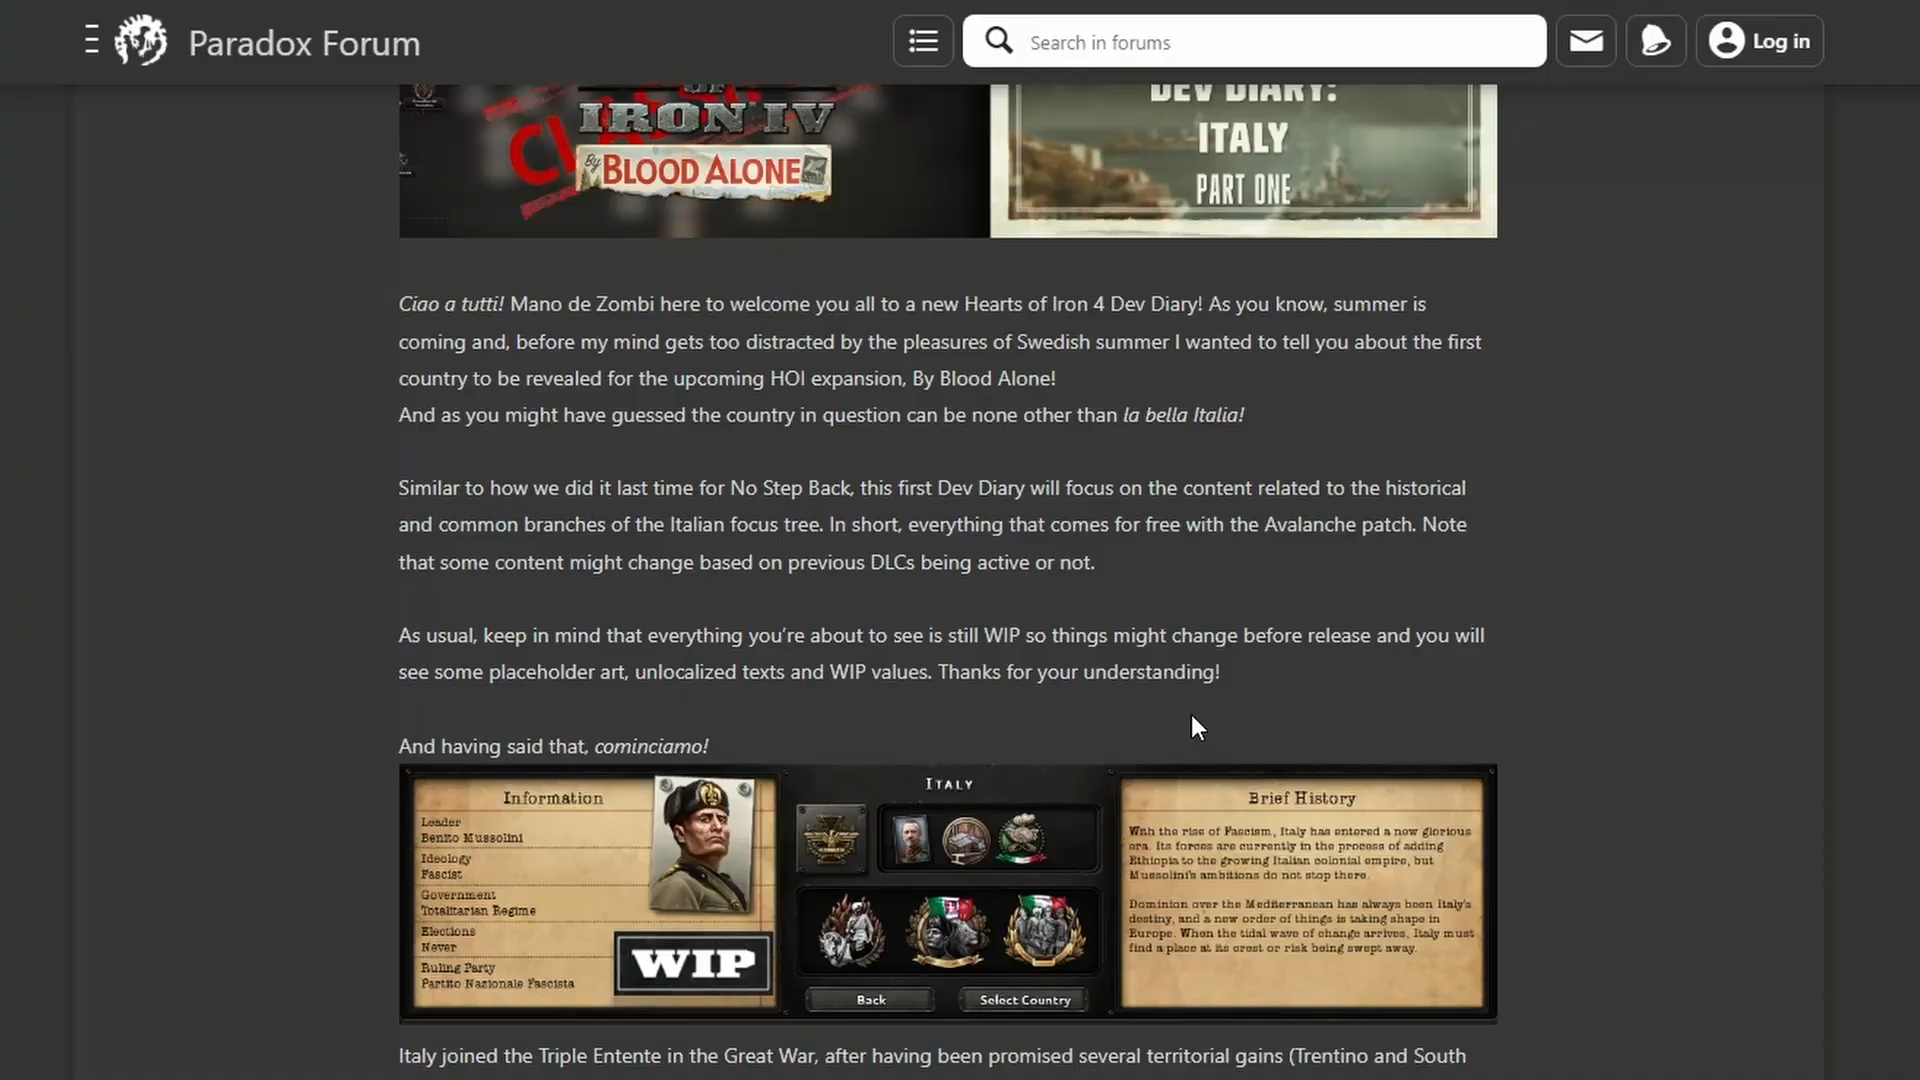 Paradox Forum
Search in forums
Log in
IRON IV
By BLOOD ALONE
DEV DIARY:
ITALY
PART ONE
Ciao a tutti! Mano de Zombi here to welcome you all to a new Hearts of Iron 4 Dev Diary! As you know, summer is
coming and, before my mind gets too distracted by the pleasures of Swedish summer I wanted to tell you about the first
country to be revealed for the upcoming HOI expansion, By Blood Alone!
And as you might have guessed the country in question can be none other than la bella Italia!
Similar to how we did it last time for No Step Back, this first Dev Diary will focus on the content related to the historical
and common branches of the Italian focus tree. In short, everything that comes for free with the Avalanche patch. Note
that some content might change based on previous DLCs being active or not.
As usual, keep in mind that everything you’re about to see is still WIP so things might change before release and you will
see some placeholder art, unlocalized texts and WIP values. Thanks for your understanding!
And having said that, cominciamo!
Information
Leader
Benito Mussolini
Ideology
Fascist
Government
Totalitarian Regime
Elections
Never
Ruling Party
Partito Nazionale Fascista
WIP
ITALY
Back
Select Country
Brief History
With the rise of Fascism, Italy has entered a new glorious
era. Its forces are currently in the process of adding
Ethiopia to the growing Italian colonial empire, but
Mussolini's ambitions do not stop there.
Dominion over the Mediterranean has always been Italy's
destiny, and a new order of things is taking shape in
Europe. When the tidal wave of change arrives, Italy must
find a place at its crest or risk being swept away.
Italy joined the Triple Entente in the Great War, after having been promised several territorial gains (Trentino and South